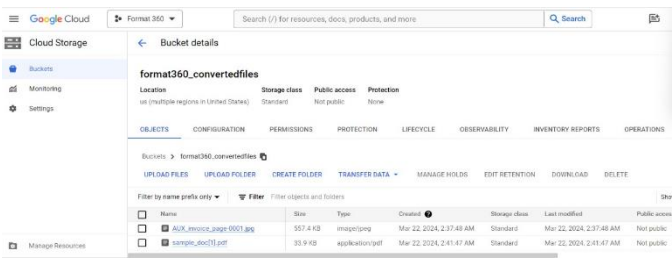 Google Cloud
Format 360
Search (/) for resources, docs, products, and more
Search
Cloud Storage
Bucket details
Buckets
Monitoring
Settings
format360_convertedfiles
Location Storage class Public access Protection
us (multiple regions in United States) Standard Not public None
OBJECTS CONFIGURATION PERMISSIONS PROTECTION LIFECYCLE OBSERVABILITY INVENTORY REPORTS OPERATIONS
Buckets > format360_convertedfiles
UPLOAD FILES UPLOAD FOLDER CREATE FOLDER TRANSFER DATA MANAGE HOLDS EDIT RETENTION DOWNLOAD DELETE
Filter by name prefix only Filter Filter objects and folders Sho
Name Size Type Created Storage class Last modified Public acces
AUX_invoice_page-0001.jpg 557.4 KB image/jpeg Mar 22, 2024, 2:37:48 AM Standard Mar 22, 2024, 2:37:48 AM Not public
sample_doc[1].pdf 33.9 KB application/pdf Mar 22, 2024, 2:41:47 AM Standard Mar 22, 2024, 2:41:47 AM Not public
Manage Resources